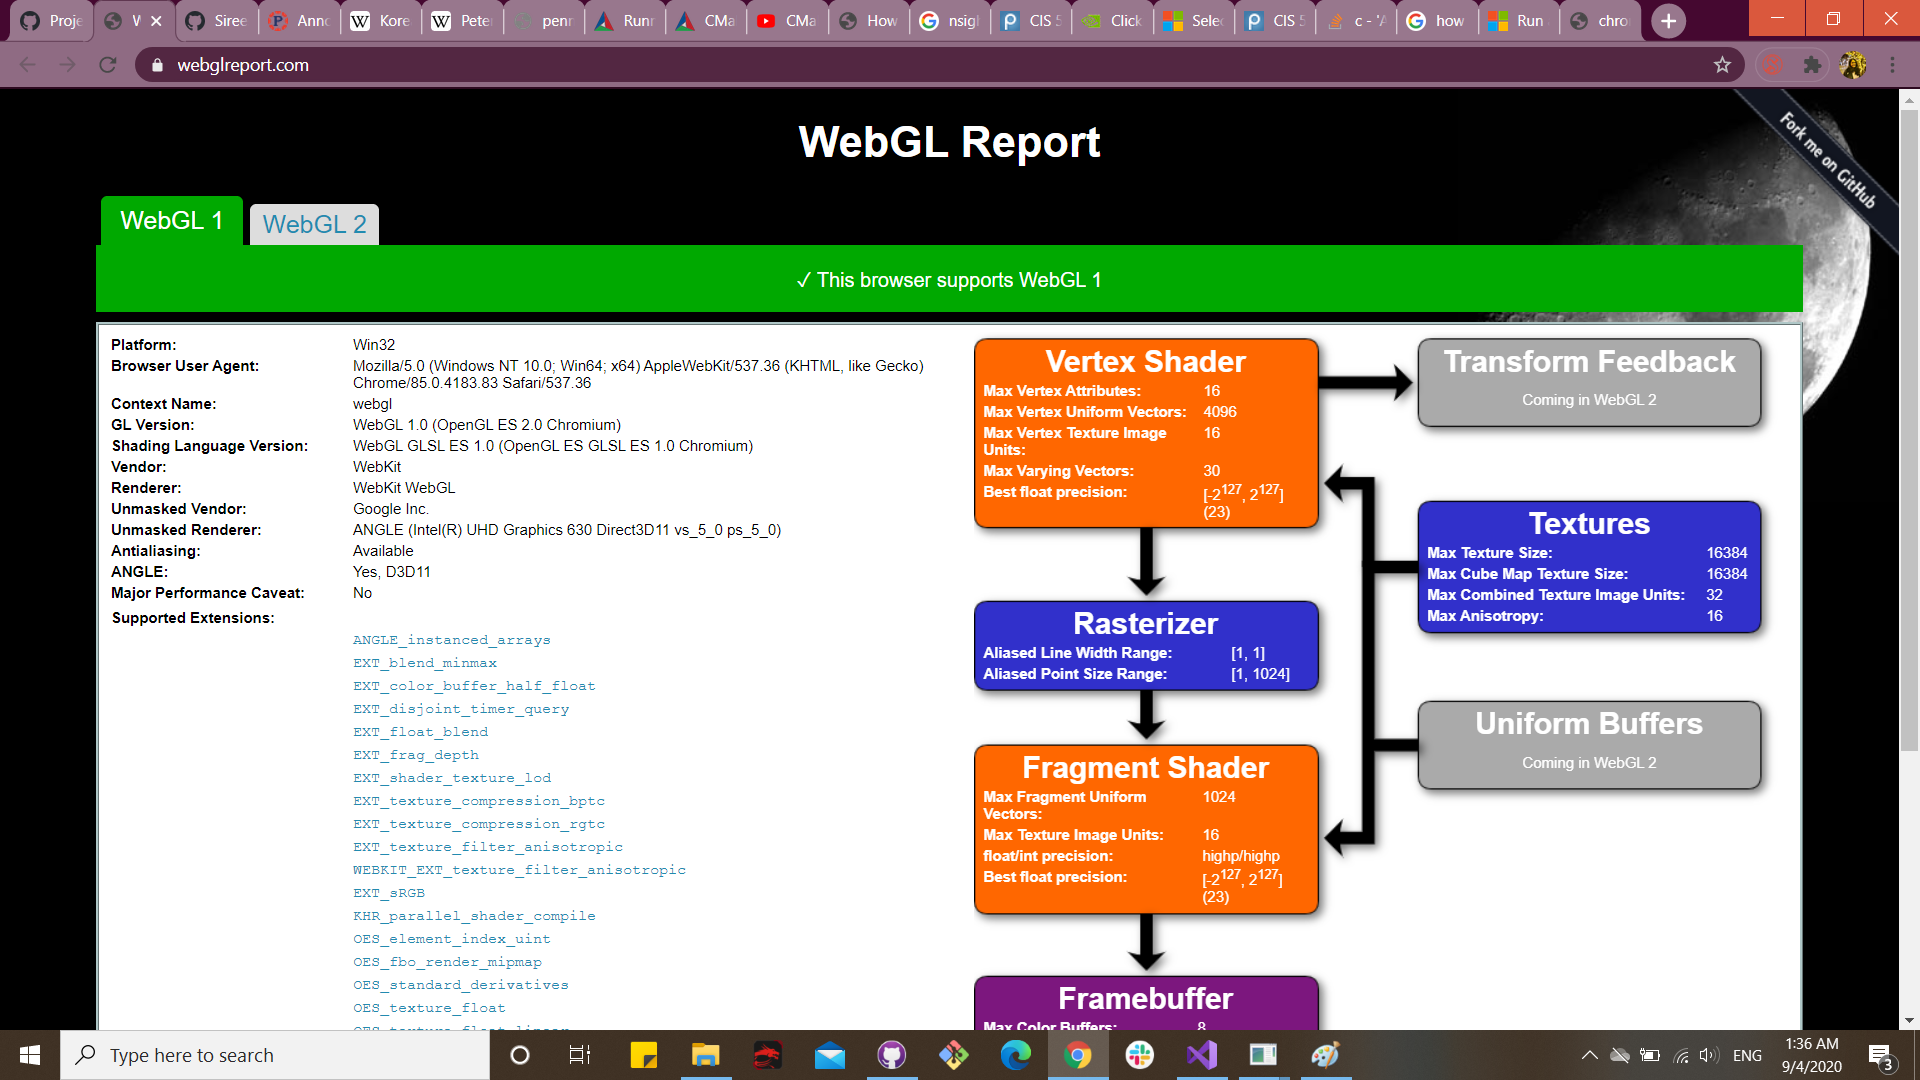 Proje
W
Siree
Anno
Kore
Peter
penn
Runn
CMa
CMa
How
nsigh
CIS 5
Click
Selec
CIS 5
c - 'A
how
Run
chro
webglreport.com
WebGL Report
Fork me on GitHub
WebGL 1
WebGL 2
✓ This browser supports WebGL 1
Platform: Win32
Browser User Agent: Mozilla/5.0 (Windows NT 10.0; Win64; x64) AppleWebKit/537.36 (KHTML, like Gecko)
Chrome/85.0.4183.83 Safari/537.36
Context Name: webgl
GL Version: WebGL 1.0 (OpenGL ES 2.0 Chromium)
Shading Language Version: WebGL GLSL ES 1.0 (OpenGL ES GLSL ES 1.0 Chromium)
Vendor: WebKit
Renderer: WebKit WebGL
Unmasked Vendor: Google Inc.
Unmasked Renderer: ANGLE (Intel(R) UHD Graphics 630 Direct3D11 vs_5_0 ps_5_0)
Antialiasing: Available
ANGLE: Yes, D3D11
Major Performance Caveat: No
Supported Extensions:
ANGLE_instanced_arrays
EXT_blend_minmax
EXT_color_buffer_half_float
EXT_disjoint_timer_query
EXT_float_blend
EXT_frag_depth
EXT_shader_texture_lod
EXT_texture_compression_bptc
EXT_texture_compression_rgtc
EXT_texture_filter_anisotropic
WEBKIT_EXT_texture_filter_anisotropic
EXT_sRGB
KHR_parallel_shader_compile
OES_element_index_uint
OES_fbo_render_mipmap
OES_standard_derivatives
OES_texture_float
OES_texture_float_linear
Vertex Shader
Max Vertex Attributes: 16
Max Vertex Uniform Vectors: 4096
Max Vertex Texture Image 16
Units:
Max Varying Vectors: 30
Best float precision: [-2^127, 2^127]
(23)
Transform Feedback
Coming in WebGL 2
Textures
Max Texture Size: 16384
Max Cube Map Texture Size: 16384
Max Combined Texture Image Units: 32
Max Anisotropy: 16
Rasterizer
Aliased Line Width Range: [1, 1]
Aliased Point Size Range: [1, 1024]
Uniform Buffers
Coming in WebGL 2
Fragment Shader
Max Fragment Uniform 1024
Vectors:
Max Texture Image Units: 16
float/int precision: highp/highp
Best float precision: [-2^127, 2^127]
(23)
Framebuffer
Max Color Buffers: 8
Type here to search
ENG
1:36 AM
9/4/2020
3